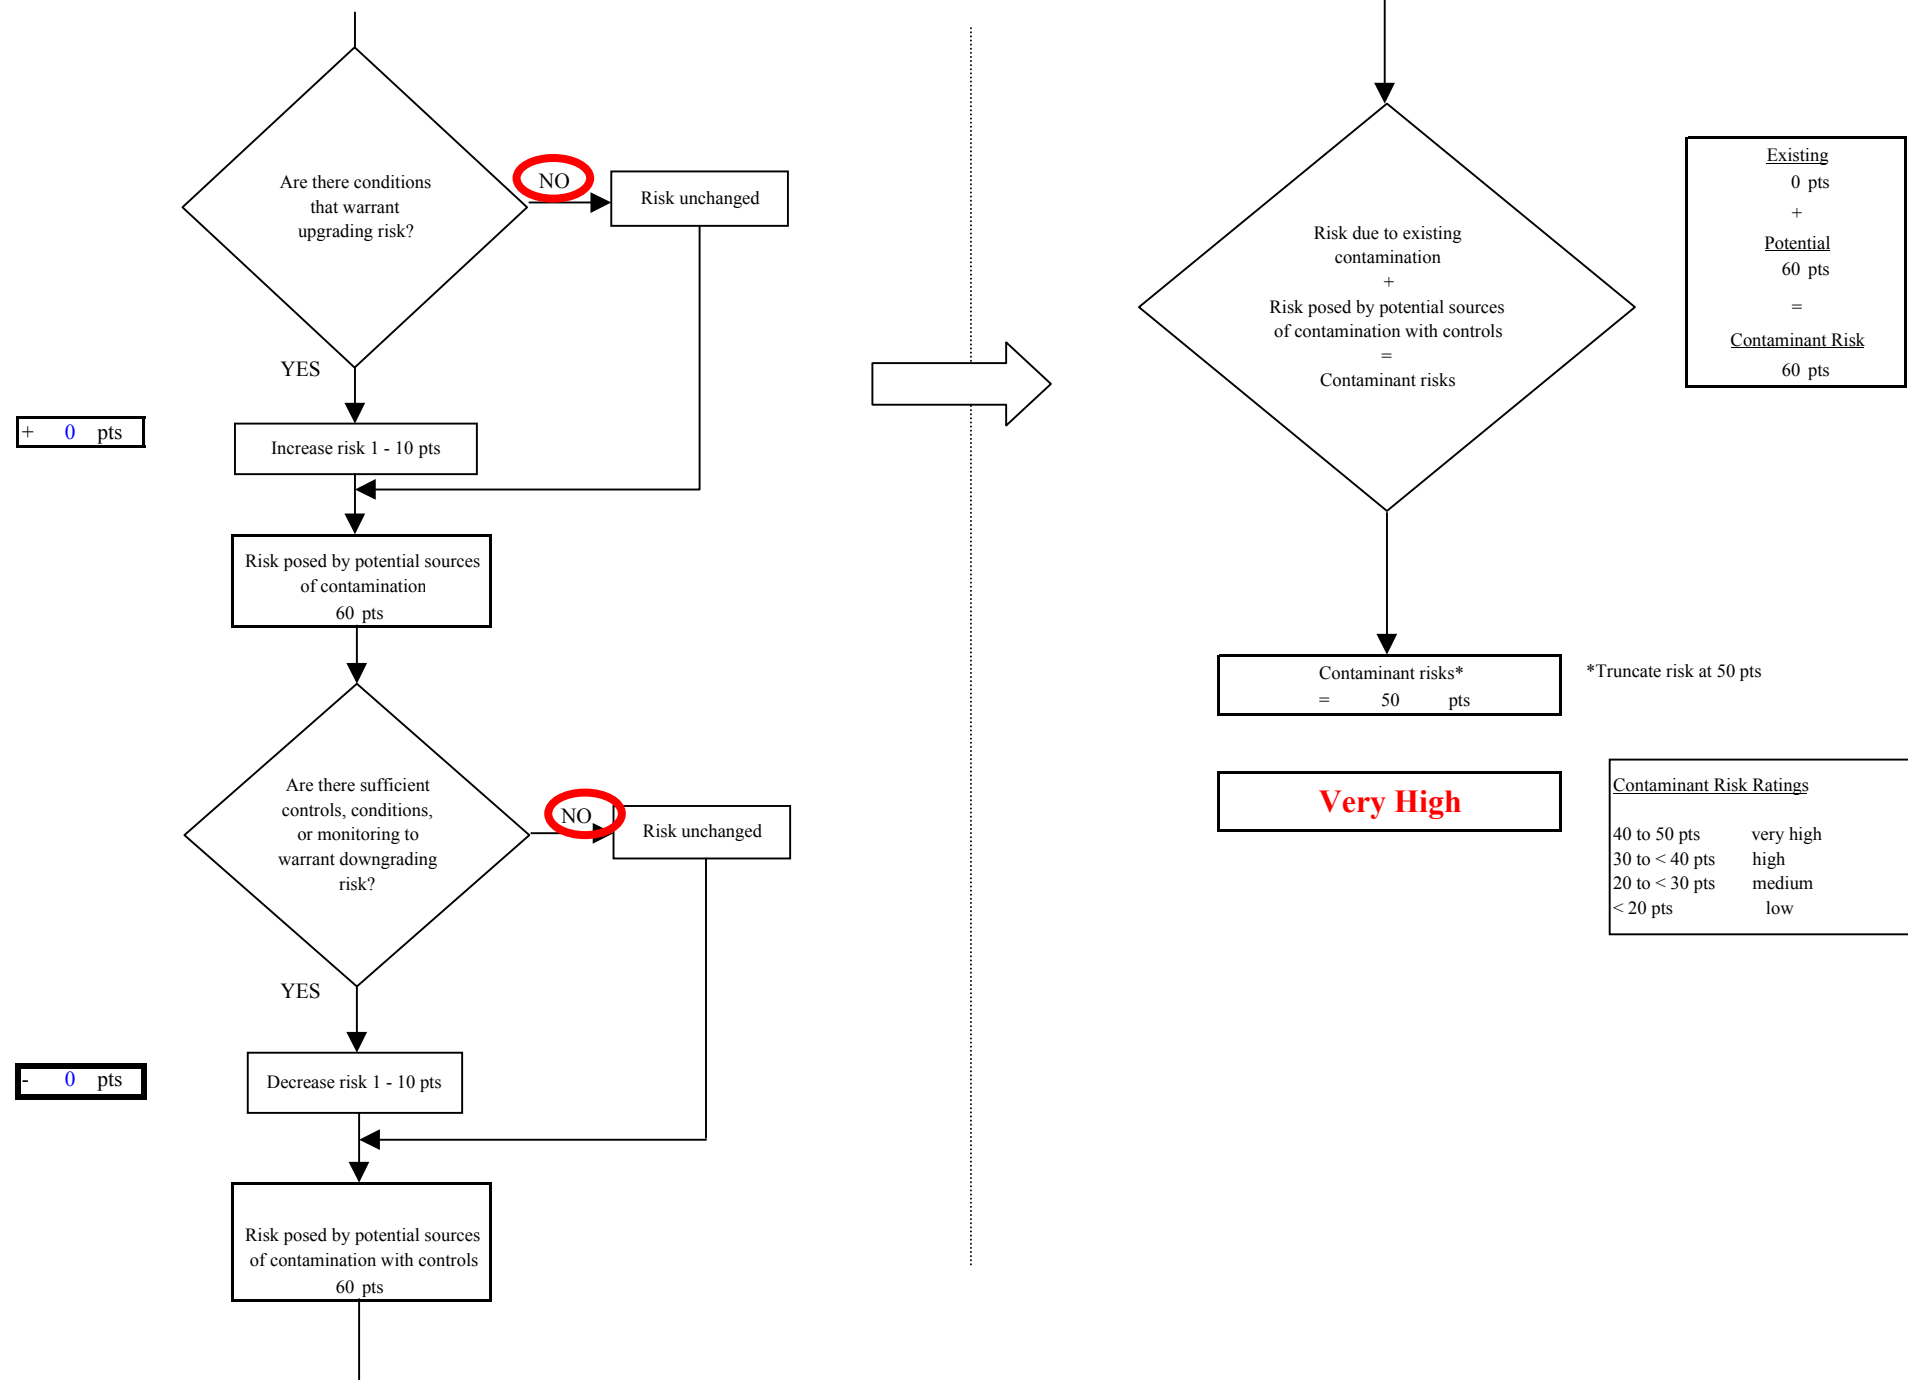 Are there conditions
that warrant
upgrading risk?
NO
Risk unchanged
YES
+ 0 pts
Increase risk 1 - 10 pts
Risk posed by potential sources
of contamination
60 pts
Are there sufficient
controls, conditions,
or monitoring to
warrant downgrading
risk?
NO
Risk unchanged
YES
- 0 pts
Decrease risk 1 - 10 pts
Risk posed by potential sources
of contamination with controls
60 pts
Risk due to existing
contamination
+
Risk posed by potential sources
of contamination with controls
=
Contaminant risks
Existing
0 pts
+
Potential
60 pts
=
Contaminant Risk
60 pts
Contaminant risks*
= 50 pts
*Truncate risk at 50 pts
Very High
Contaminant Risk Ratings
40 to 50 pts very high
30 to < 40 pts high
20 to < 30 pts medium
< 20 pts low